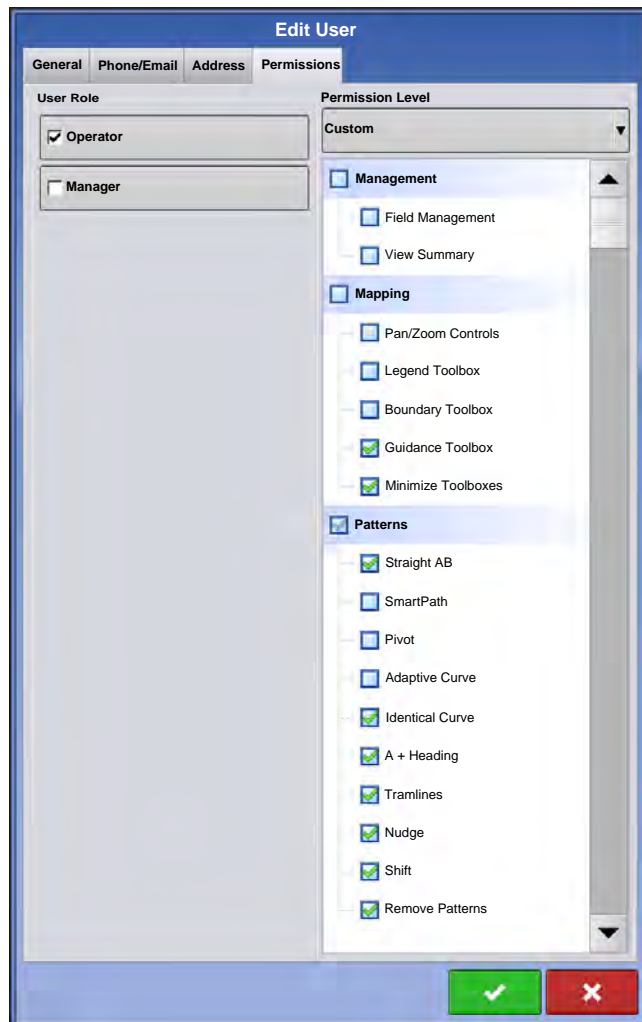 Edit User
General Phone/Email Address Permissions
User Role
Operator
Manager
Permission Level
Custom
Management
Field Management
View Summary
Mapping
Pan/Zoom Controls
Legend Toolbox
Boundary Toolbox
Guidance Toolbox
Minimize Toolboxes
Patterns
Straight AB
SmartPath
Pivot
Adaptive Curve
Identical Curve
A + Heading
Tramlines
Nudge
Shift
Remove Patterns